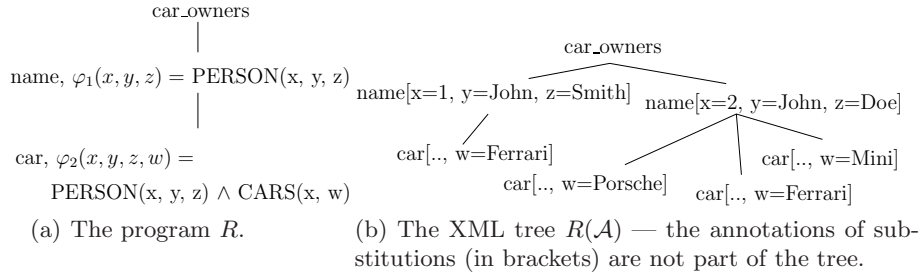 car_owners
name, φ₁(x, y, z) = PERSON(x, y, z)
car, φ₂(x, y, z, w) =
PERSON(x, y, z) ∧ CARS(x, w)
(a) The program R.
car_owners
name[x=1, y=John, z=Smith]
name[x=2, y=John, z=Doe]
car[.., w=Ferrari]
car[.., w=Mini]
car[.., w=Porsche]
car[.., w=Ferrari]
(b) The XML tree R(𝒜) — the annotations of sub-
stitutions (in brackets) are not part of the tree.